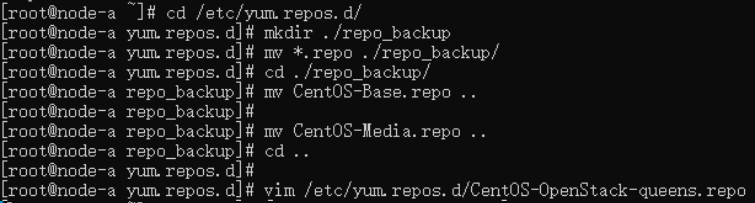 [root@node-a ~]# cd /etc/yum.repos.d/
[root@node-a yum.repos.d]# mkdir ./repo_backup
[root@node-a yum.repos.d]# mv *.repo ./repo_backup/
[root@node-a yum.repos.d]# cd ./repo_backup/
[root@node-a repo_backup]# mv CentOS-Base.repo ..
[root@node-a repo_backup]#
[root@node-a repo_backup]# mv CentOS-Media.repo ..
[root@node-a repo_backup]# cd ..
[root@node-a yum.repos.d]#
[root@node-a yum.repos.d]# vim /etc/yum.repos.d/CentOS-OpenStack-queens.repo